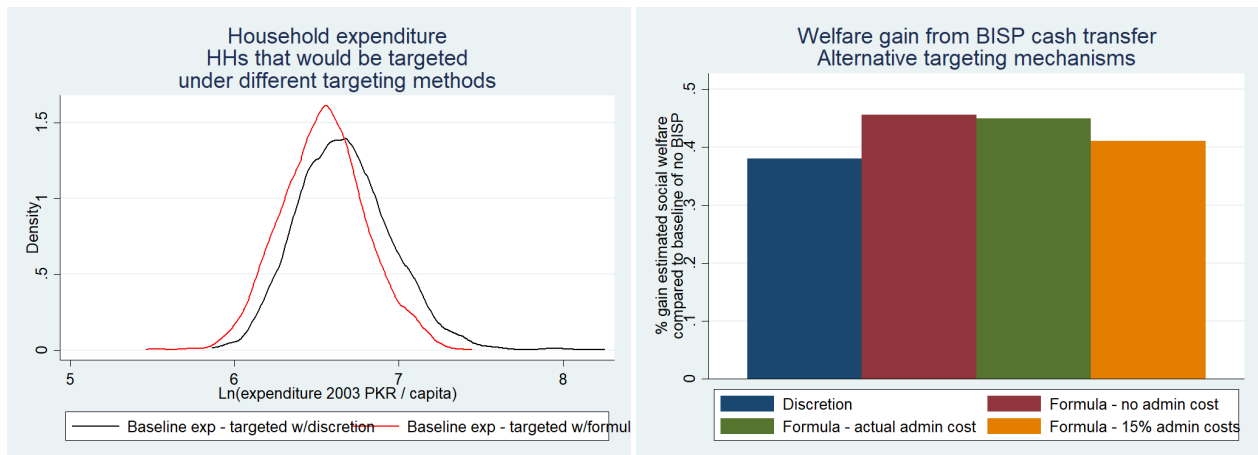 Household expenditure
HHs that would be targeted
under different targeting methods
Density
0
.5
1
1.5
5
6
7
8
Ln(expenditure 2003 PKR / capita)
Baseline exp - targeted w/discretion
Baseline exp - targeted w/formul
Welfare gain from BISP cash transfer
Alternative targeting mechanisms
% gain estimated social welfare
compared to baseline of no BISP
0
.1
.2
.3
.4
.5
Discretion
Formula - no admin cost
Formula - actual admin cost
Formula - 15% admin costs